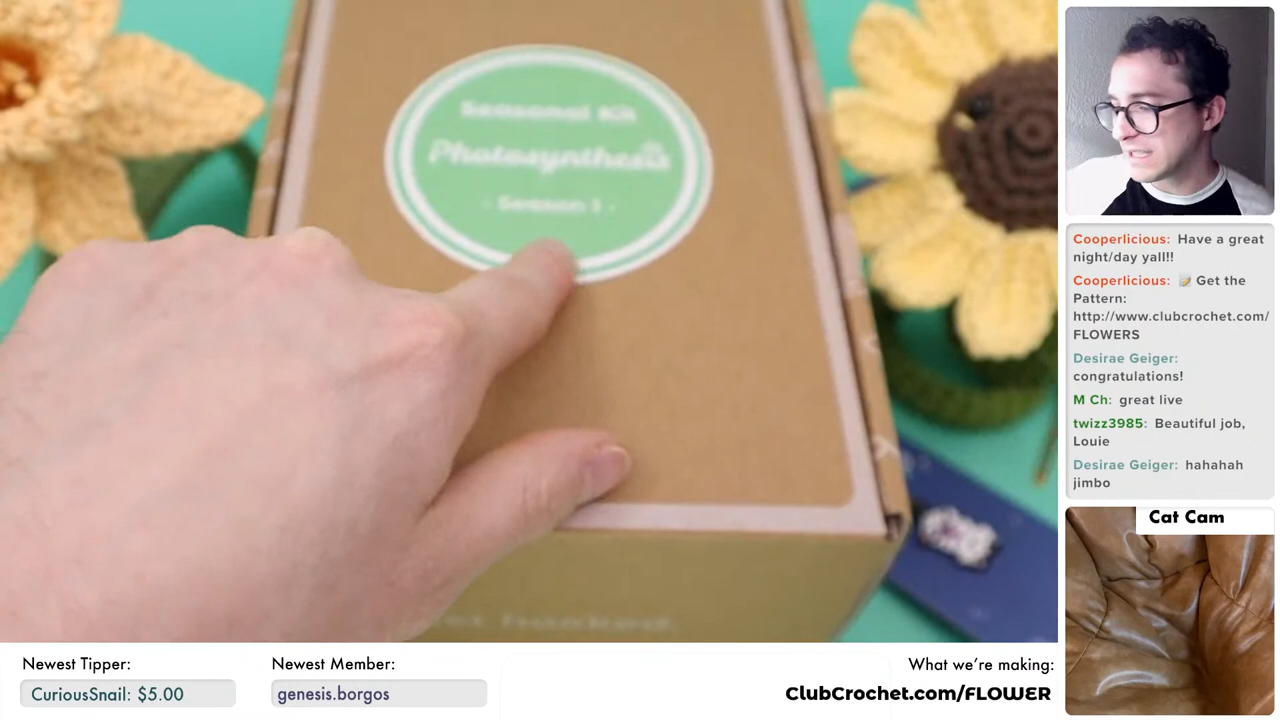 Seasonal Kit
Photosynthesis
- Season 1 -
Cooperlicious: Have a great
night/day yall!!
Cooperlicious: 📝 Get the
Pattern:
http://www.clubcrochet.com/
FLOWERS
Desirae Geiger:
congratulations!
M Ch: great live
twizz3985: Beautiful job,
Louie
Desirae Geiger: hahahah
jimbo
Cat Cam
Newest Tipper:
CuriousSnail: $5.00
Newest Member:
genesis.borgos
What we're making:
ClubCrochet.com/FLOWER